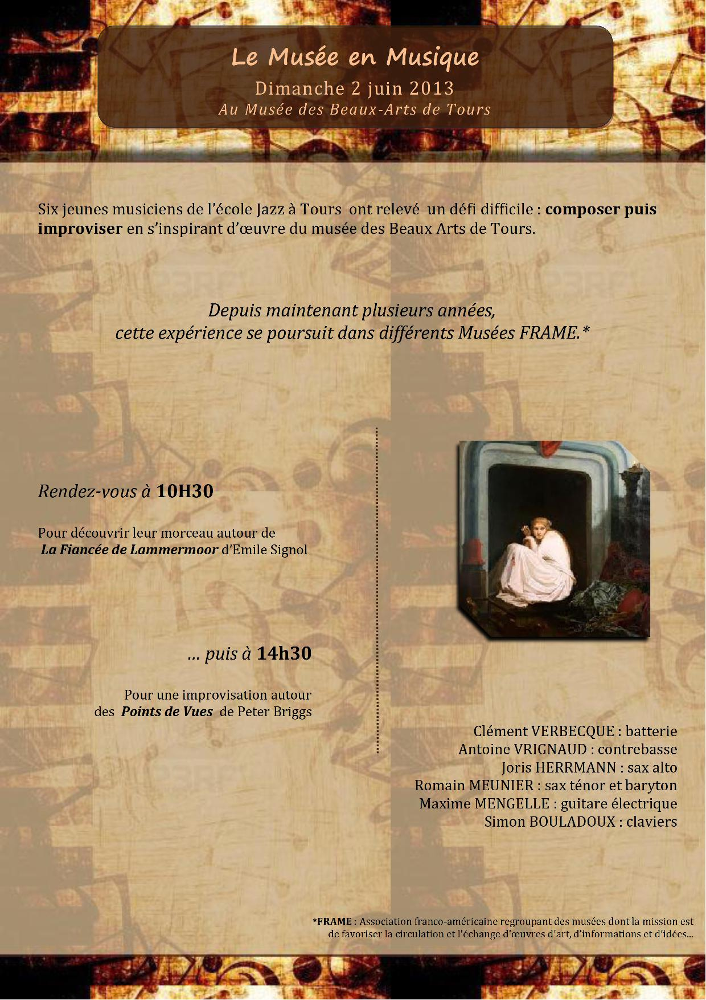 Le Musée en Musique
Dimanche 2 juin 2013
Au Musée des Beaux-Arts de Tours
Six jeunes musiciens de l'école Jazz à Tours ont relevé un défi difficile : composer puis
improviser en s'inspirant d'œuvre du musée des Beaux Arts de Tours.
Depuis maintenant plusieurs années,
cette expérience se poursuit dans différents Musées FRAME.*
Rendez-vous à 10H30
Pour découvrir leur morceau autour de
La Fiancée de Lammermoor d'Emile Signol
... puis à 14h30
Pour une improvisation autour
des Points de Vues de Peter Briggs
Clément VERBECQUE : batterie
Antoine VRIGNAUD : contrebasse
Joris HERRMANN : sax alto
Romain MEUNIER : sax ténor et baryton
Maxime MENGELLE : guitare électrique
Simon BOULADOUX : claviers
*FRAME : Association franco-américaine regroupant des musées dont la mission est
de favoriser la circulation et l'échange d'œuvres d'art, d'informations et d'idées...